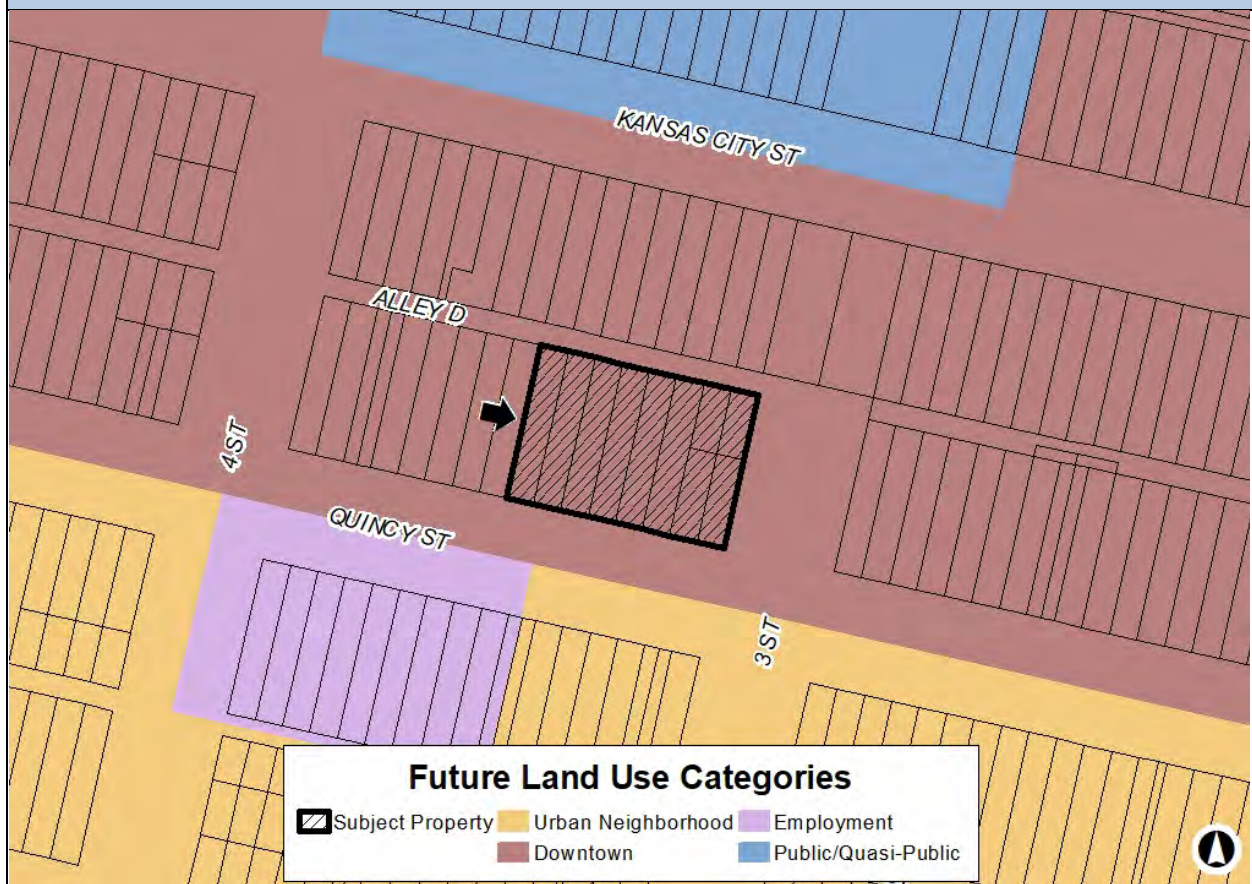 KANSAS CITY ST
ALLEY D
4 ST
QUINCY ST
3 ST
Future Land Use Categories
Subject Property
Urban Neighborhood
Employment
Downtown
Public/Quasi-Public